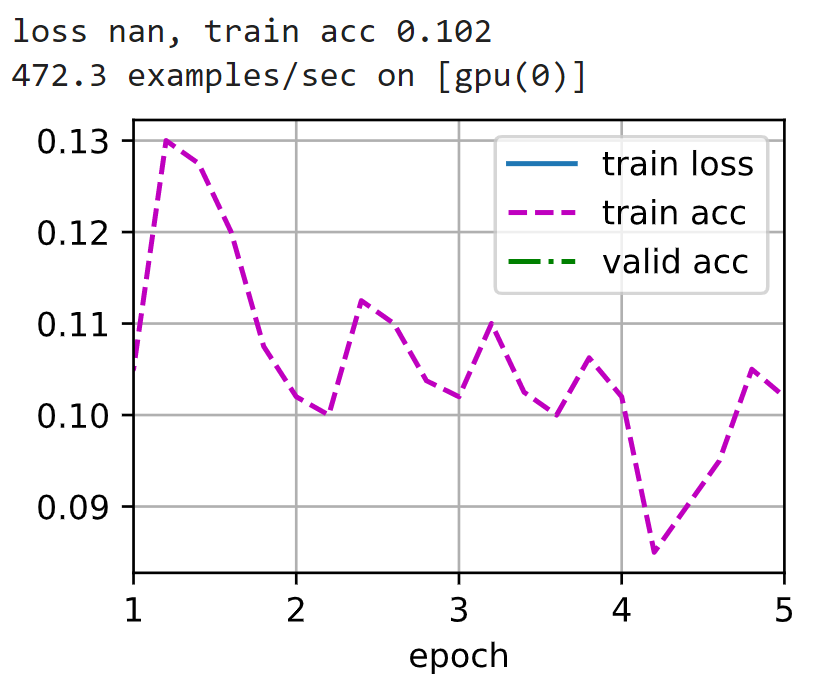 loss nan, train acc 0.102
472.3 examples/sec on [gpu(0)]
0.13
0.12
0.11
0.10
0.09
train loss
train acc
valid acc
1 2 3 4 5
epoch